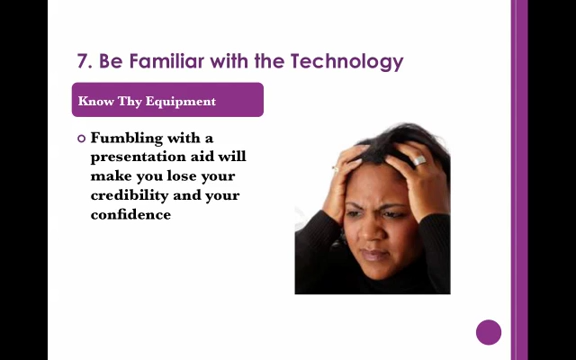 7. Be Familiar with the Technology
Know Thy Equipment
Fumbling with a
presentation aid will
make you lose your
credibility and your
confidence